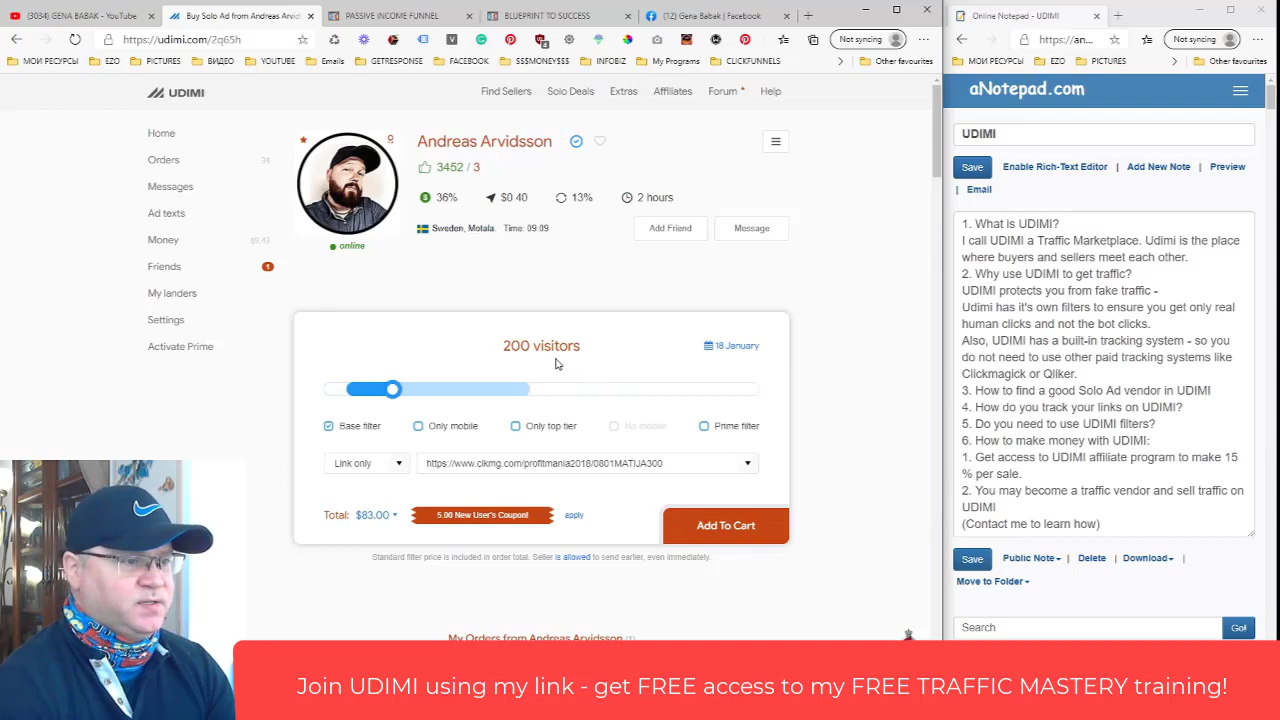 (3034) GENA BABAK - YouTube
Buy Solo Ad from Andreas Arvid
PASSIVE INCOME FUNNEL
BLUEPRINT TO SUCCESS
(12) Gena Babak | Facebook
Online Notepad - UDIMI
https://udimi.com/2q65h
Not syncing
https://an...
Not syncing
МОИ РЕСУРСЫ
EZO
PICTURES
ВИДЕО
YOUTUBE
Emails
GETRESPONSE
FACEBOOK
$$$MONEY$$$
INFOBIZ
My Programs
CLICKFUNNELS
Other favourites
МОИ РЕСУРСЫ
EZO
PICTURES
Other favourites
UDIMI
Find Sellers
Solo Deals
Extras
Affiliates
Forum
Help
Home
Orders 34
Messages
Ad texts
Money $9.43
Friends 1
My landers
Settings
Activate Prime
Andreas Arvidsson
3452 / 3
36%
$0.40
13%
2 hours
Sweden, Motala. Time: 09:09
Add Friend
Message
online
200 visitors
18 January
Base filter
Only mobile
Only top tier
No mobile
Prime filter
Link only
https://www.clkmg.com/profitmania2018/0801MATIJA300
Total: $83.00
5.00 New User's Coupon!
apply
Add To Cart
Standard filter price is included in order total. Seller is allowed to send earlier, even immediately.
My Orders from Andreas Arvidsson (1)
aNotepad.com
UDIMI
Save
Enable Rich-Text Editor
Add New Note
| Preview
| Email
1. What is UDIMI?
I call UDIMI a Traffic Marketplace. Udimi is the place
where buyers and sellers meet each other.
2. Why use UDIMI to get traffic?
UDIMI protects you from fake traffic -
Udimi has it's own filters to ensure you get only real
human clicks and not the bot clicks.
Also, UDIMI has a built-in tracking system - so you
do not need to use other paid tracking systems like
Clickmagick or Qliker.
3. How to find a good Solo Ad vendor in UDIMI
4. How do you track your links on UDIMI?
5. Do you need to use UDIMI filters?
6. How to make money with UDIMI:
1. Get access to UDIMI affiliate program to make 15
% per sale.
2. You may become a traffic vendor and sell traffic on
UDIMI
(Contact me to learn how)
Save
Public Note
| Delete
| Download
|
Move to Folder
Search
Go!
Join UDIMI using my link - get FREE access to my FREE TRAFFIC MASTERY training!